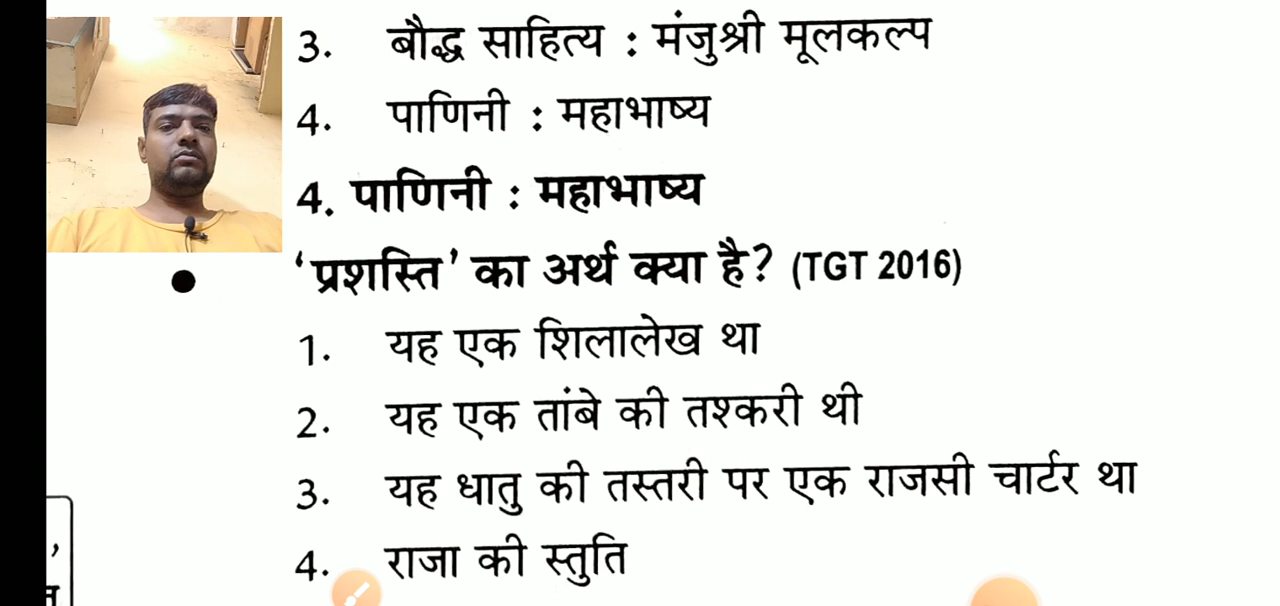 3. बौद्ध साहित्य : मंजुश्री मूलकल्प
4. पाणिनी : महाभाष्य
4. पाणिनी : महाभाष्य
‘प्रशस्ति’ का अर्थ क्या है? (TGT 2016)
1. यह एक शिलालेख था
2. यह एक तांबे की तश्करी थी
3. यह धातु की तस्तरी पर एक राजसी चार्टर था
4. राजा की स्तुति